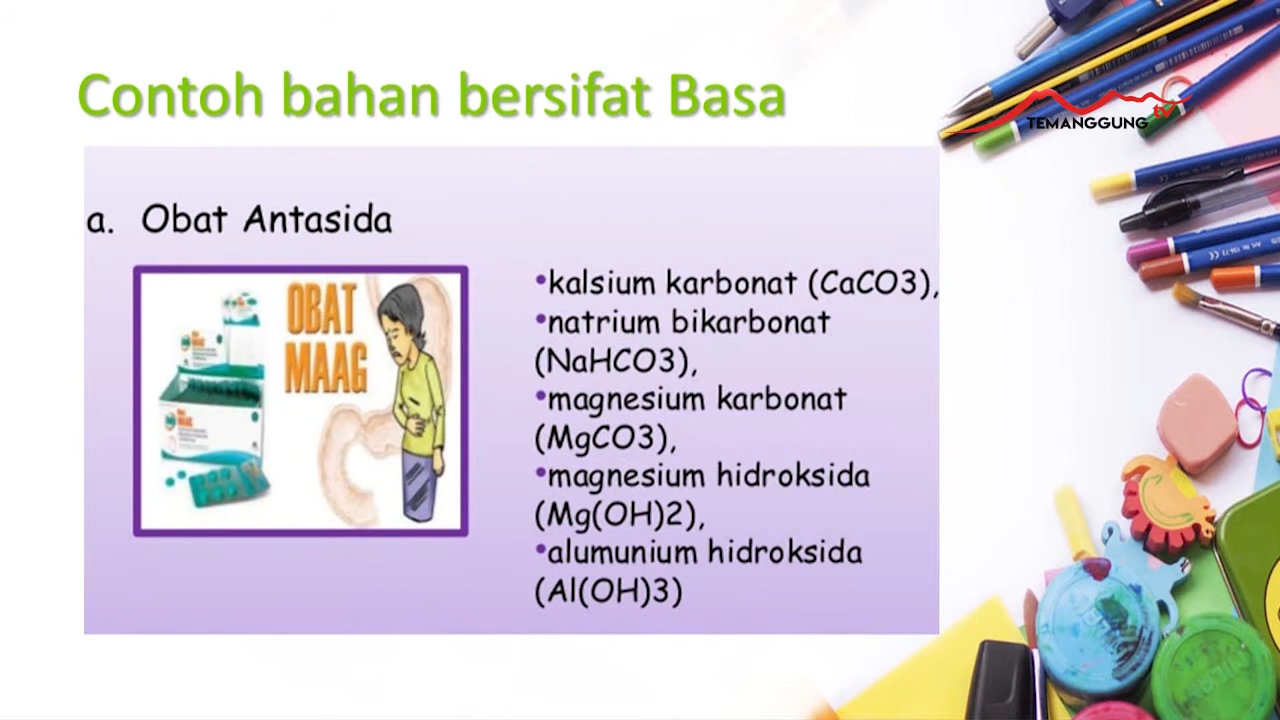 Contoh bahan bersifat Basa
TEMANGGUNG tv
a. Obat Antasida
OBAT
MAAG
•kalsium karbonat (CaCO3),
•natrium bikarbonat
(NaHCO3),
•magnesium karbonat
(MgCO3),
•magnesium hidroksida
(Mg(OH)2),
•alumunium hidroksida
(Al(OH)3)